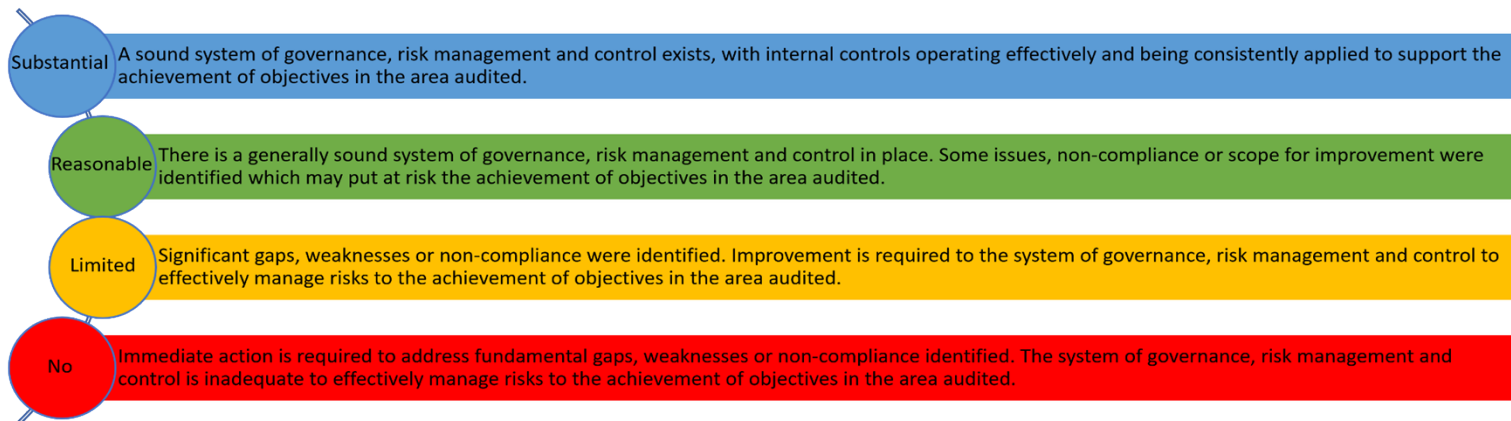 Substantial
A sound system of governance, risk management and control exists, with internal controls operating effectively and being consistently applied to support the
achievement of objectives in the area audited.
Reasonable
There is a generally sound system of governance, risk management and control in place. Some issues, non-compliance or scope for improvement were
identified which may put at risk the achievement of objectives in the area audited.
Limited
Significant gaps, weaknesses or non-compliance were identified. Improvement is required to the system of governance, risk management and control to
effectively manage risks to the achievement of objectives in the area audited.
No
Immediate action is required to address fundamental gaps, weaknesses or non-compliance identified. The system of governance, risk management and
control is inadequate to effectively manage risks to the achievement of objectives in the area audited.